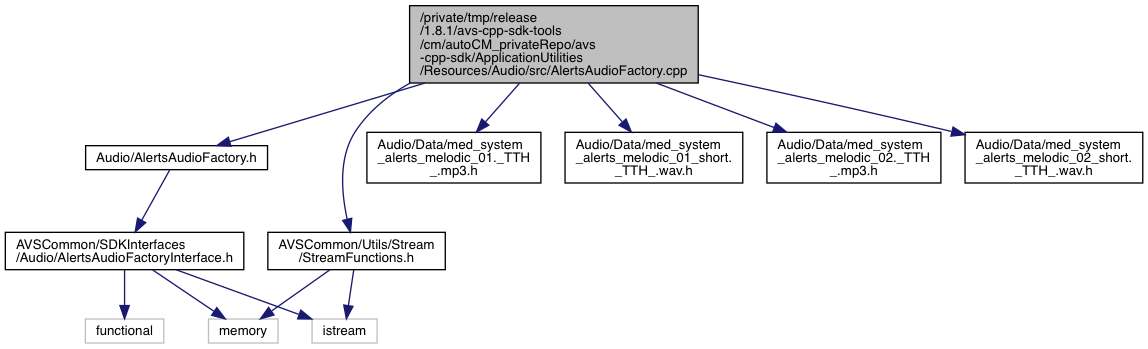 /private/tmp/release
/1.8.1/avs-cpp-sdk-tools
/cm/autoCM_privateRepo/avs
-cpp-sdk/ApplicationUtilities
/Resources/Audio/src/AlertsAudioFactory.cpp
Audio/AlertsAudioFactory.h
Audio/Data/med_system
_alerts_melodic_01._TTH
_.mp3.h
Audio/Data/med_system
_alerts_melodic_01_short.
_TTH_.wav.h
Audio/Data/med_system
_alerts_melodic_02._TTH
_.mp3.h
Audio/Data/med_system
_alerts_melodic_02_short.
_TTH_.wav.h
AVSCommon/SDKInterfaces
/Audio/AlertsAudioFactoryInterface.h
AVSCommon/Utils/Stream
/StreamFunctions.h
functional
memory
istream